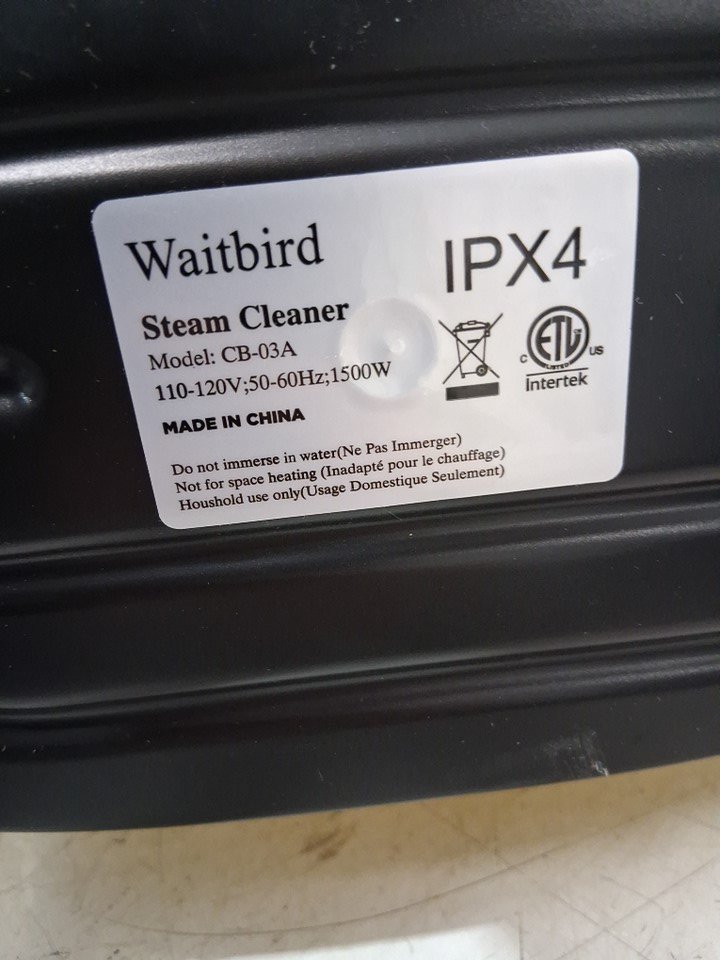 Waitbird
IPX4
Steam Cleaner
Model: CB-03A
110-120V;50-60Hz;1500W
MADE IN CHINA
ETL
LISTED
C
US
Intertek
Do not immerse in water(Ne Pas Immerger)
Not for space heating (Inadapté pour le chauffage)
Houshold use only(Usage Domestique Seulement)